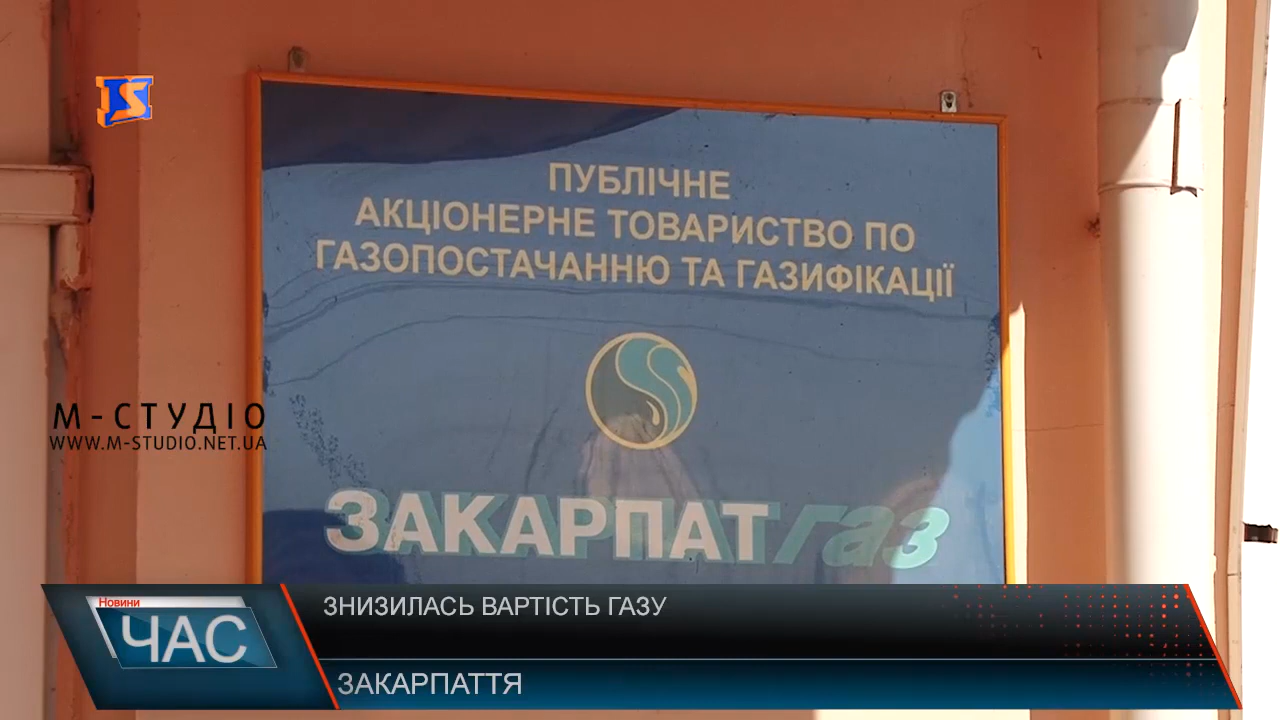 ПУБЛІЧНЕ
АКЦІОНЕРНЕ ТОВАРИСТВО ПО
ГАЗОПОСТАЧАННЮ ТА ГАЗИФІКАЦІЇ
М-СТУДІО
WWW.M-STUDIO.NET.UA
ЗАКАРПАТгаз
Новини
ЧАС
ЗНИЗИЛАСЬ ВАРТІСТЬ ГАЗУ
ЗАКАРПАТТЯ